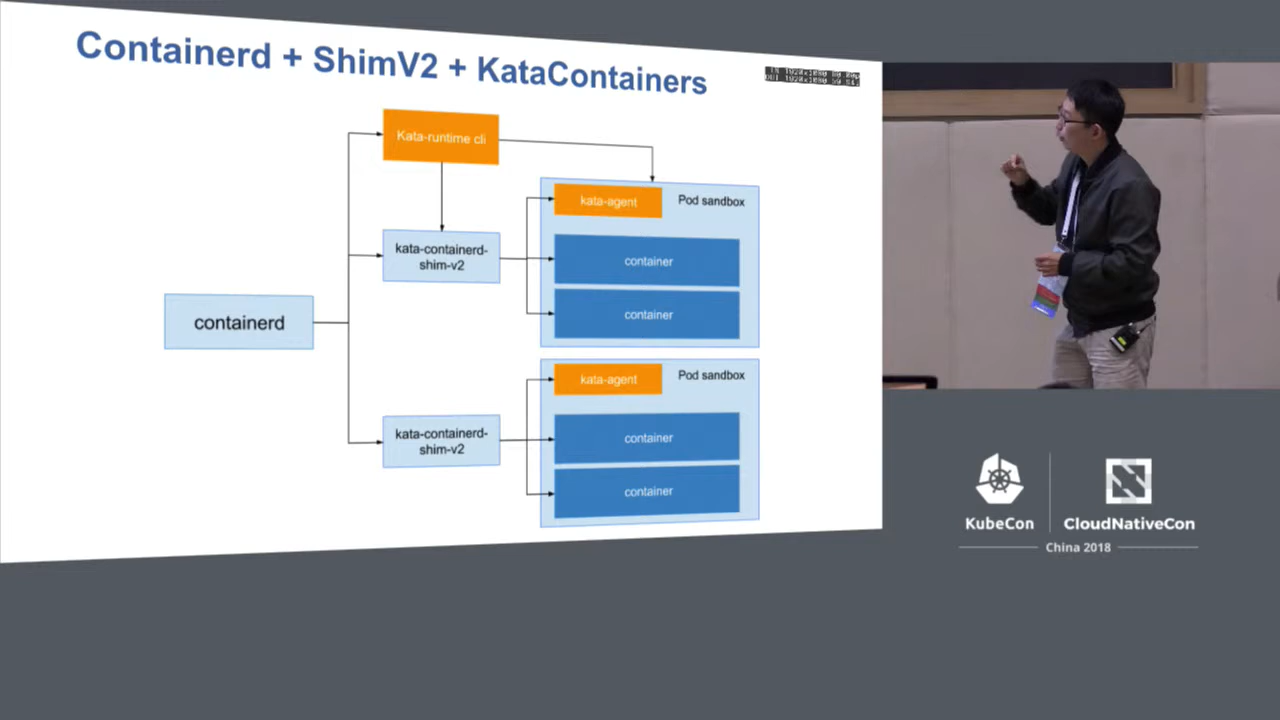 Containerd + ShimV2 + KataContainers
Kata-runtime cli
kata-agent
Pod sandbox
kata-containerd-
shim-v2
container
container
containerd
kata-agent
Pod sandbox
kata-containerd-
shim-v2
container
container
KubeCon
CloudNativeCon
China 2018